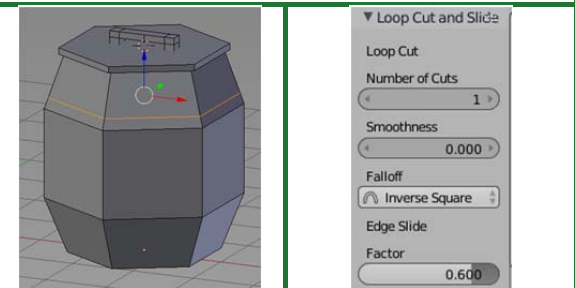 Loop Cut and Slide
Loop Cut
Number of Cuts
1
Smoothness
0.000
Falloff
Inverse Square
Edge Slide
Factor
0.600